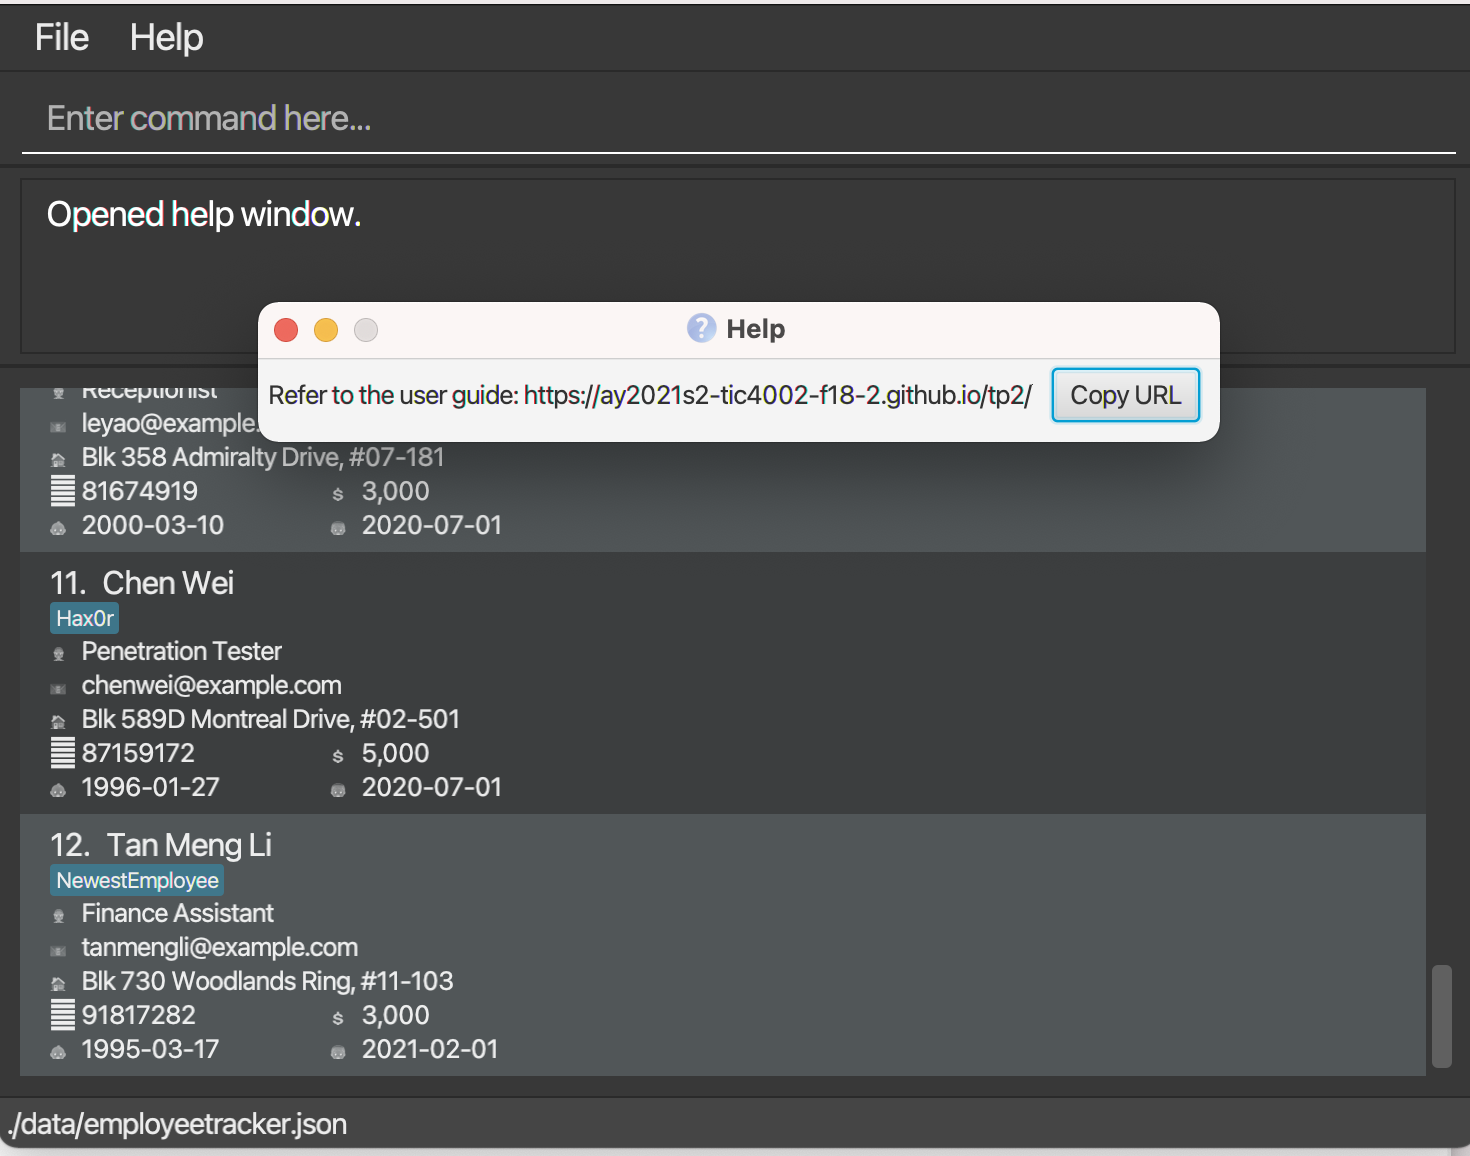 File Help
Enter command here...
Opened help window.
Help
Refer to the user guide: https://ay2021s2-tic4002-f18-2.github.io/tp2/ Copy URL
Receptionist
leyao@example.
Blk 358 Admiralty Drive, #07-181
81674919 $ 3,000
2000-03-10 2020-07-01
11. Chen Wei
Hax0r
Penetration Tester
chenwei@example.com
Blk 589D Montreal Drive, #02-501
87159172 $ 5,000
1996-01-27 2020-07-01
12. Tan Meng Li
NewestEmployee
Finance Assistant
tanmengli@example.com
Blk 730 Woodlands Ring, #11-103
91817282 $ 3,000
1995-03-17 2021-02-01
./data/employeetracker.json